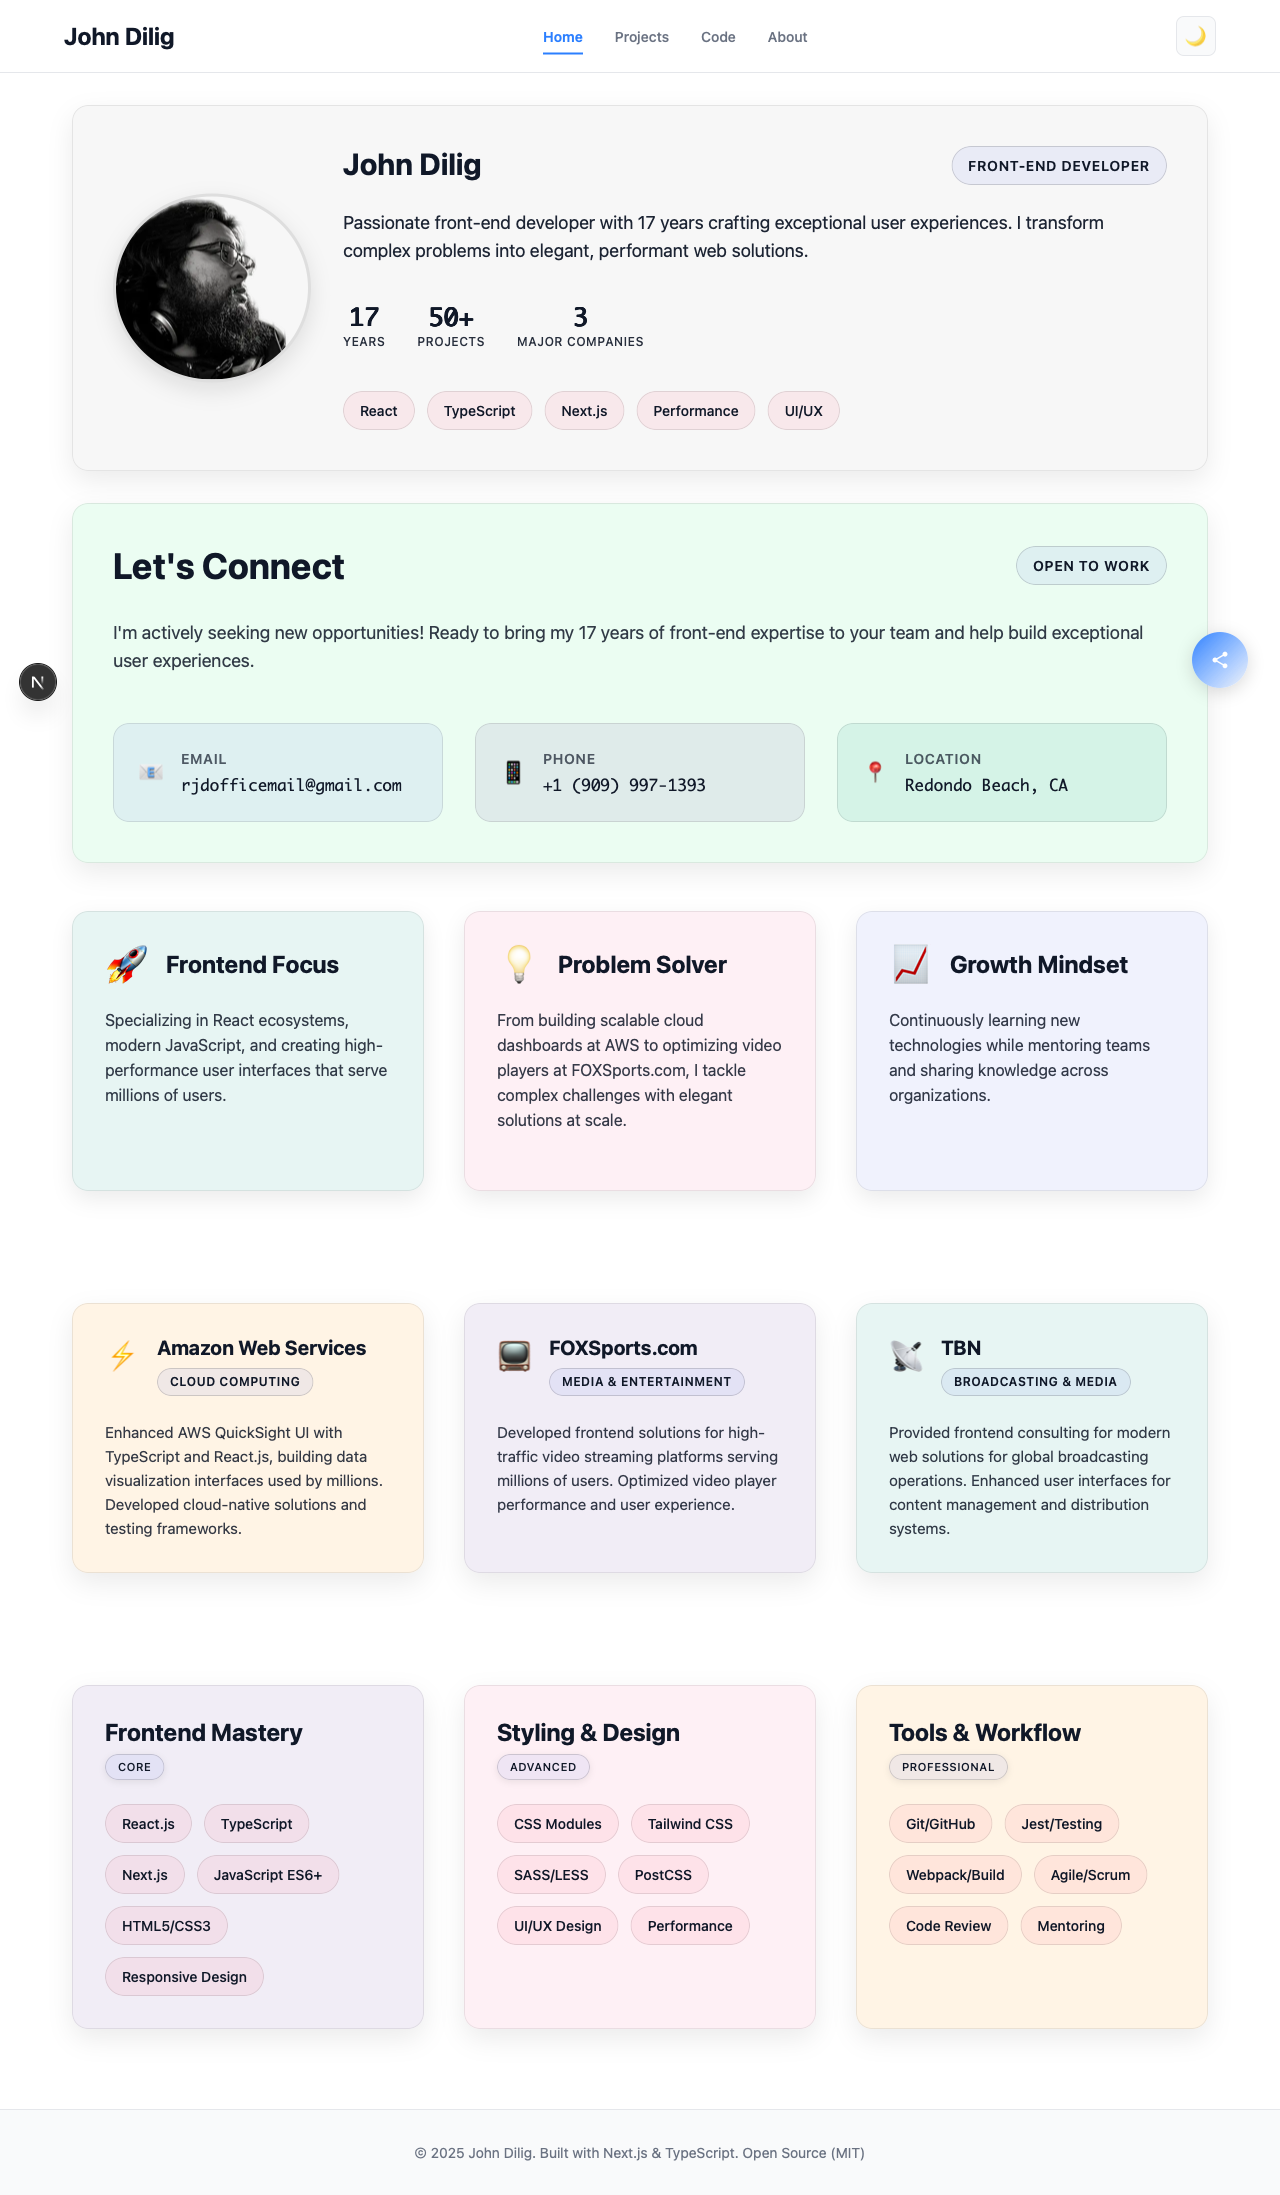 John Dilig
Home
Projects
Code
About
John Dilig
FRONT-END DEVELOPER
Passionate front-end developer with 17 years crafting exceptional user experiences. I transform
complex problems into elegant, performant web solutions.
17
YEARS
50+
PROJECTS
3
MAJOR COMPANIES
React
TypeScript
Next.js
Performance
UI/UX
Let's Connect
OPEN TO WORK
I'm actively seeking new opportunities! Ready to bring my 17 years of front-end expertise to your team and help build exceptional
user experiences.
N
EMAIL
rjdofficemail@gmail.com
PHONE
+1 (909) 997-1393
LOCATION
Redondo Beach, CA
Frontend Focus
Specializing in React ecosystems,
modern JavaScript, and creating high-
performance user interfaces that serve
millions of users.
Problem Solver
From building scalable cloud
dashboards at AWS to optimizing video
players at FOXSports.com, I tackle
complex challenges with elegant
solutions at scale.
Growth Mindset
Continuously learning new
technologies while mentoring teams
and sharing knowledge across
organizations.
Amazon Web Services
CLOUD COMPUTING
Enhanced AWS QuickSight UI with
TypeScript and React.js, building data
visualization interfaces used by millions.
Developed cloud-native solutions and
testing frameworks.
FOXSports.com
MEDIA & ENTERTAINMENT
Developed frontend solutions for high-
traffic video streaming platforms serving
millions of users. Optimized video player
performance and user experience.
TBN
BROADCASTING & MEDIA
Provided frontend consulting for modern
web solutions for global broadcasting
operations. Enhanced user interfaces for
content management and distribution
systems.
Frontend Mastery
CORE
React.js
TypeScript
Next.js
JavaScript ES6+
HTML5/CSS3
Responsive Design
Styling & Design
ADVANCED
CSS Modules
Tailwind CSS
SASS/LESS
PostCSS
UI/UX Design
Performance
Tools & Workflow
PROFESSIONAL
Git/GitHub
Jest/Testing
Webpack/Build
Agile/Scrum
Code Review
Mentoring
© 2025 John Dilig. Built with Next.js & TypeScript. Open Source (MIT)